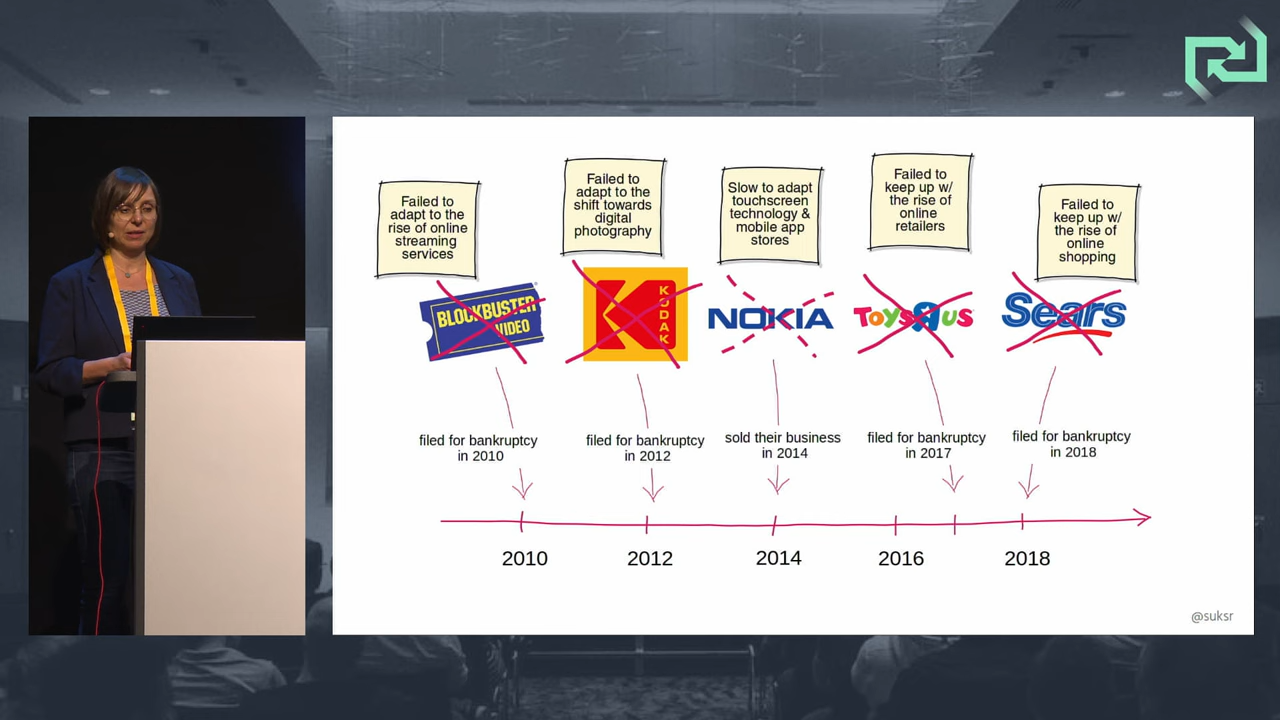 Failed to
adapt to the
rise of online
streaming
services
Failed to
adapt to the
shift towards
digital
photography
Slow to adapt
touchscreen
technology &
mobile app
stores
Failed to
keep up w/
the rise of
online
retailers
Failed to
keep up w/
the rise of
online
shopping
BLOCKBUSTER
VIDEO
KODAK
NOKIA
ToysRus
Sears
filed for bankruptcy
in 2010
filed for bankruptcy
in 2012
sold their business
in 2014
filed for bankruptcy
in 2017
filed for bankruptcy
in 2018
2010
2012
2014
2016
2018
@suksr